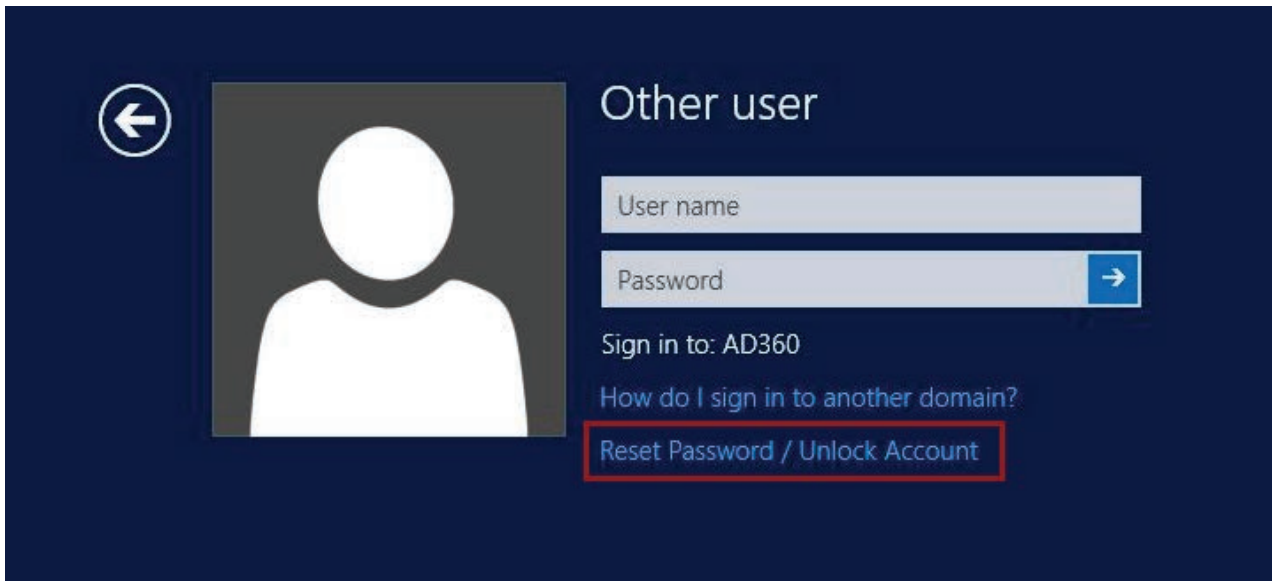 Other user
User name
Password
Sign in to: AD360
How do I sign in to another domain?
Reset Password / Unlock Account